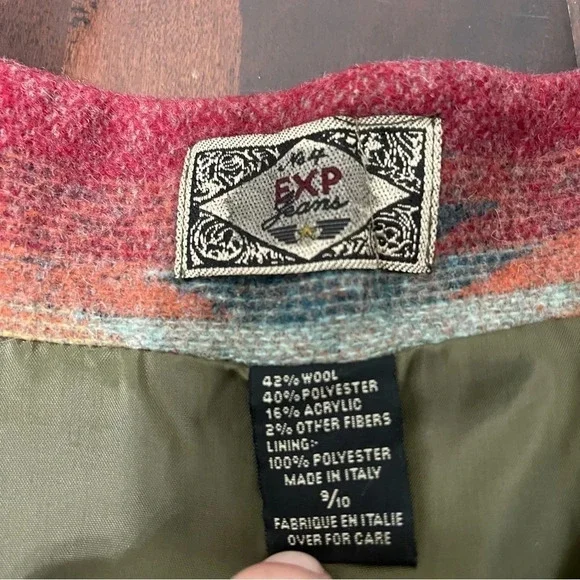 EXP
Jeans
42% WOOL
40% POLYESTER
16% ACRYLIC
2% OTHER FIBERS
LINING:-
100% POLYESTER
MADE IN ITALY
9/10
FABRIQUE EN ITALIE
OVER FOR CARE